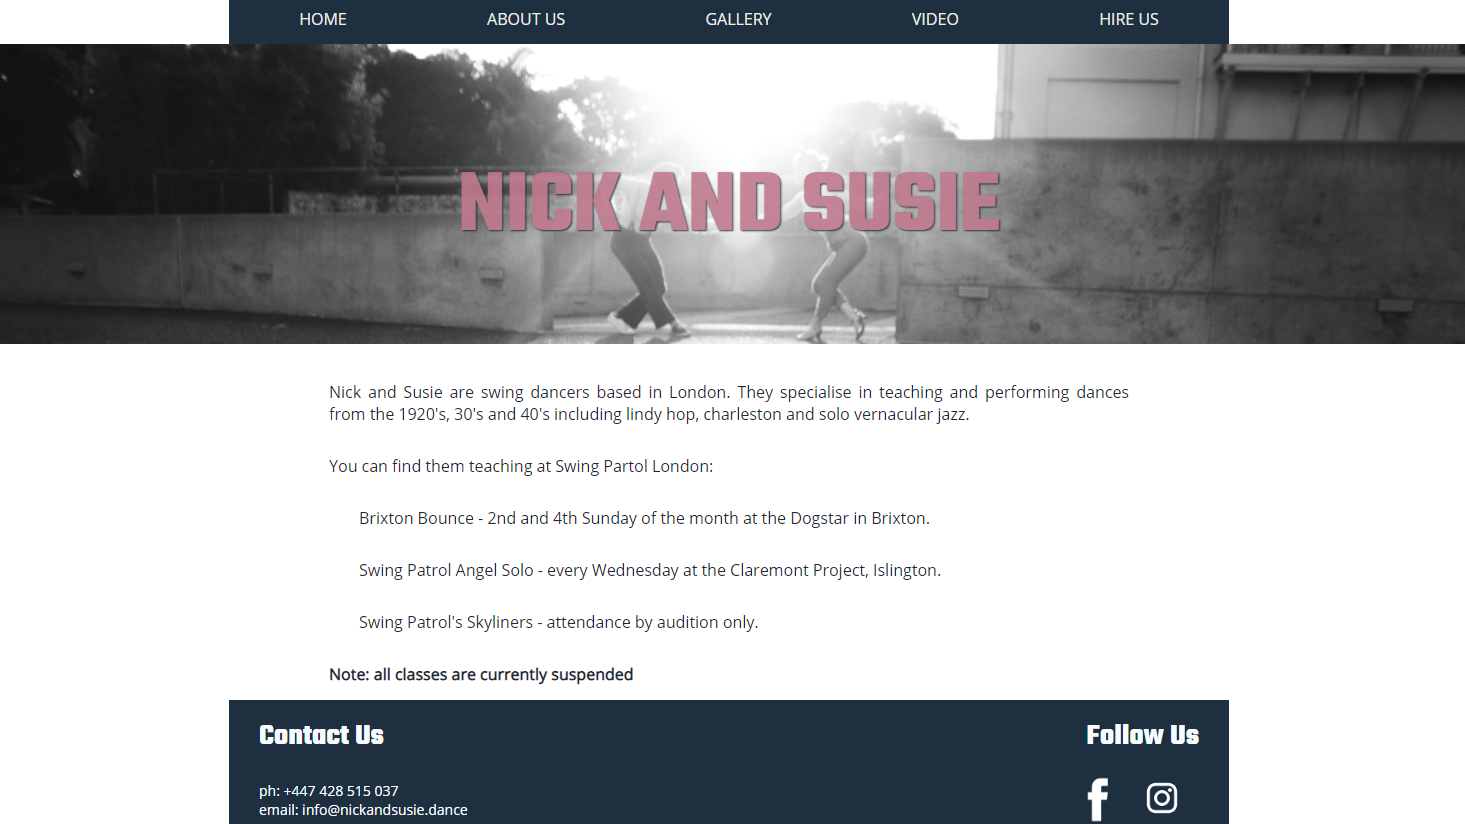 HOME ABOUT US GALLERY VIDEO HIRE US
NICK AND SUSIE
Nick and Susie are swing dancers based in London. They specialise in teaching and performing dances
from the 1920's, 30's and 40's including lindy hop, charleston and solo vernacular jazz.
You can find them teaching at Swing Partol London:
Brixton Bounce - 2nd and 4th Sunday of the month at the Dogstar in Brixton.
Swing Patrol Angel Solo - every Wednesday at the Claremont Project, Islington.
Swing Patrol's Skyliners - attendance by audition only.
Note: all classes are currently suspended
Contact Us
ph: +447 428 515 037
email: info@nickandsusie.dance
Follow Us